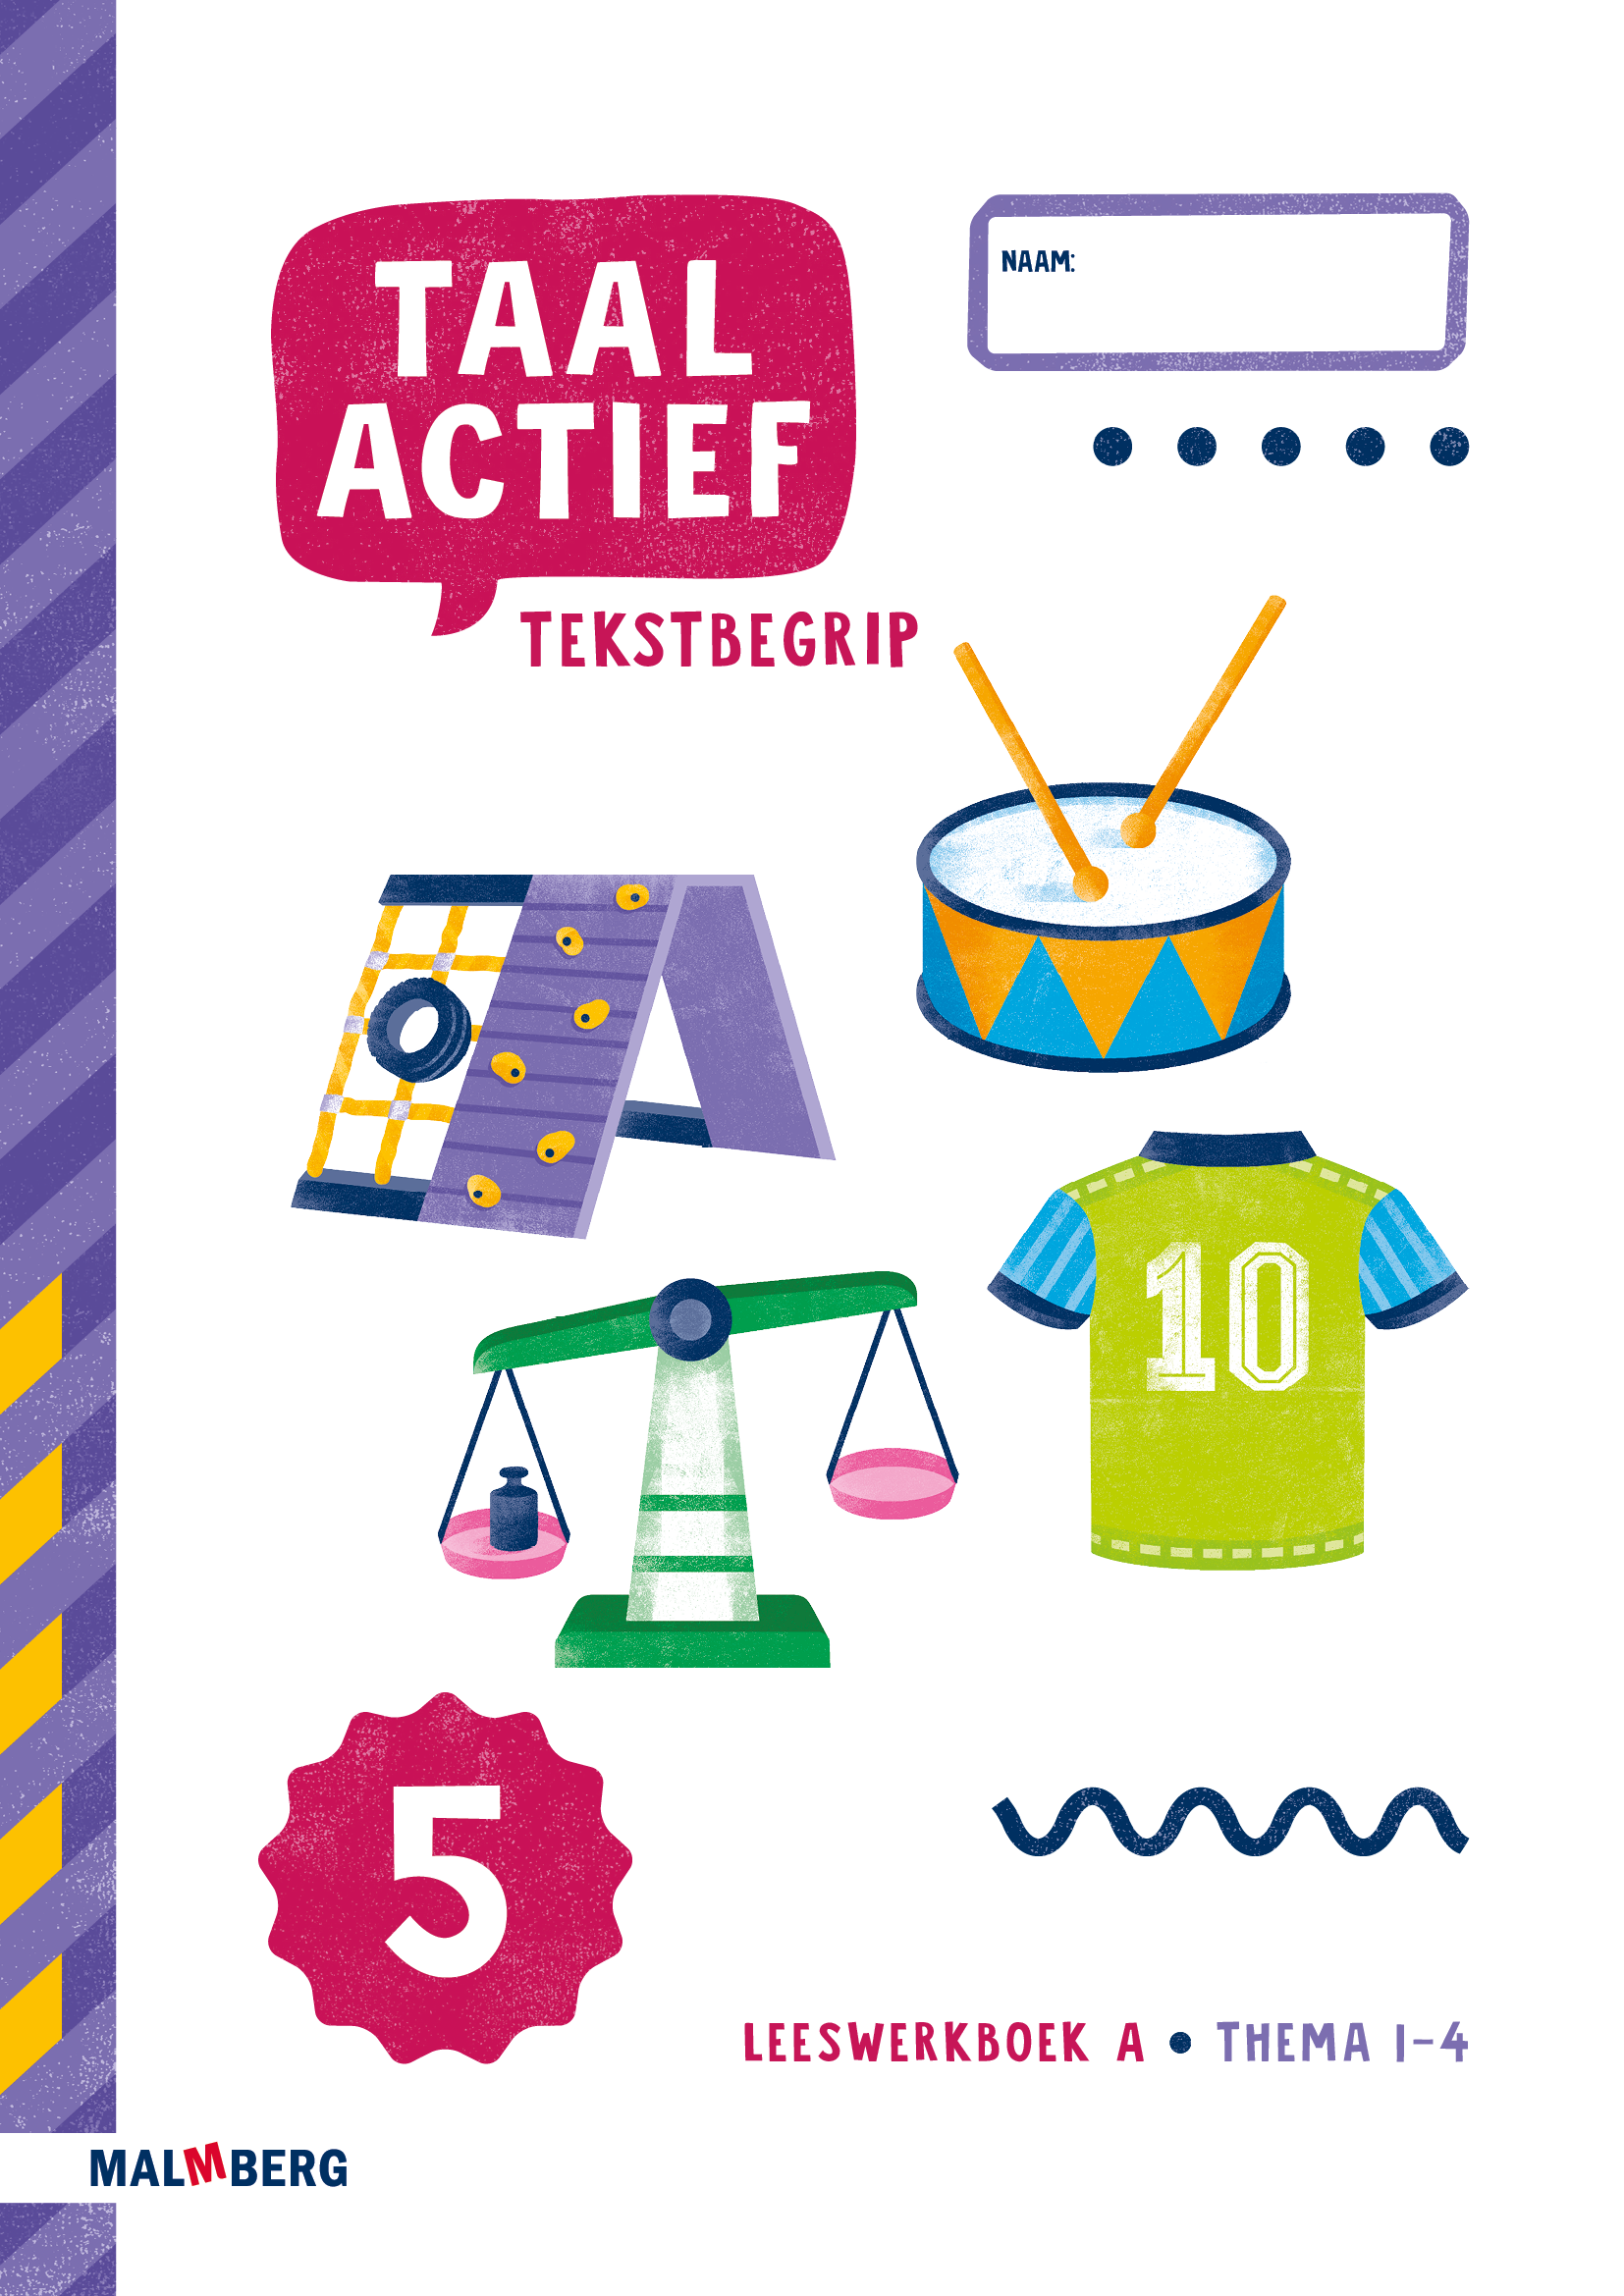 TAAL
ACTIEF
TEKSTBEGRIP
NAAM:
10
5
LEESWERKBOEK A • THEMA 1-4
MALMBERG